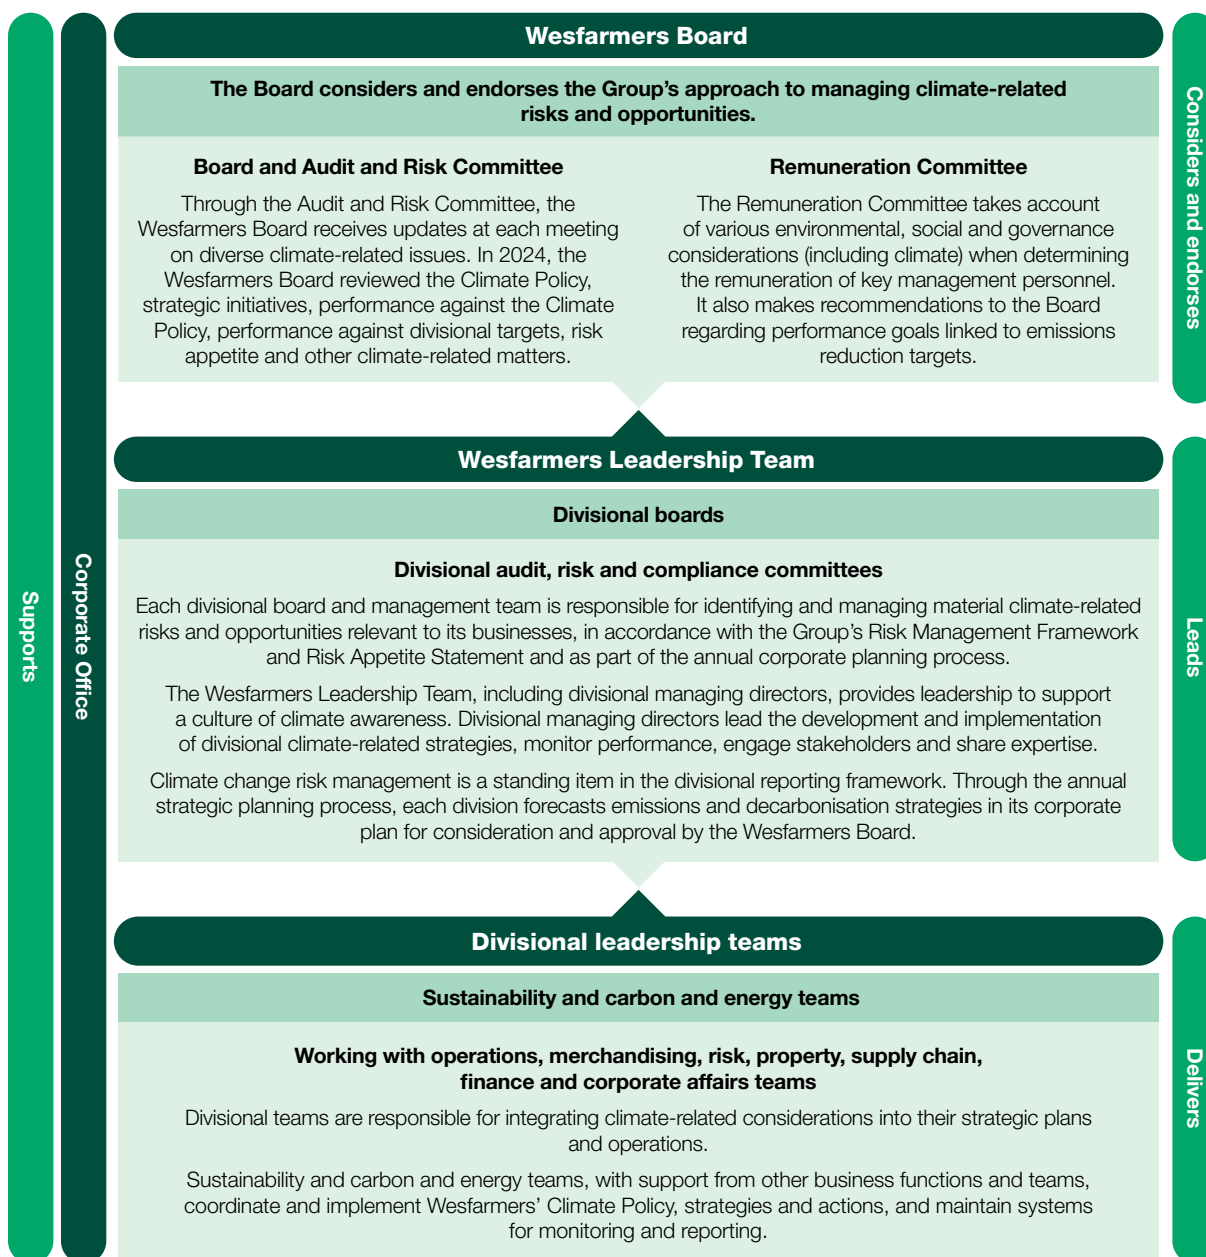 Supports
Corporate Office
Wesfarmers Board
The Board considers and endorses the Group’s approach to managing climate-related
risks and opportunities.
Board and Audit and Risk Committee
Through the Audit and Risk Committee, the
Wesfarmers Board receives updates at each meeting
on diverse climate-related issues. In 2024, the
Wesfarmers Board reviewed the Climate Policy,
strategic initiatives, performance against the Climate
Policy, performance against divisional targets, risk
appetite and other climate-related matters.
Remuneration Committee
The Remuneration Committee takes account
of various environmental, social and governance
considerations (including climate) when determining
the remuneration of key management personnel.
It also makes recommendations to the Board
regarding performance goals linked to emissions
reduction targets.
Considers and endorses
Wesfarmers Leadership Team
Divisional boards
Divisional audit, risk and compliance committees
Each divisional board and management team is responsible for identifying and managing material climate-related
risks and opportunities relevant to its businesses, in accordance with the Group’s Risk Management Framework
and Risk Appetite Statement and as part of the annual corporate planning process.
The Wesfarmers Leadership Team, including divisional managing directors, provides leadership to support
a culture of climate awareness. Divisional managing directors lead the development and implementation
of divisional climate-related strategies, monitor performance, engage stakeholders and share expertise.
Climate change risk management is a standing item in the divisional reporting framework. Through the annual
strategic planning process, each division forecasts emissions and decarbonisation strategies in its corporate
plan for consideration and approval by the Wesfarmers Board.
Leads
Divisional leadership teams
Sustainability and carbon and energy teams
Working with operations, merchandising, risk, property, supply chain,
finance and corporate affairs teams
Divisional teams are responsible for integrating climate-related considerations into their strategic plans
and operations.
Sustainability and carbon and energy teams, with support from other business functions and teams,
coordinate and implement Wesfarmers’ Climate Policy, strategies and actions, and maintain systems
for monitoring and reporting.
Delivers